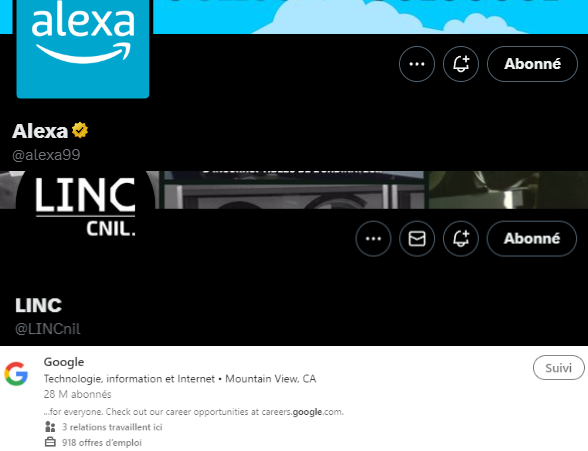 alexa
Abonné
Alexa
@alexa99
LINC
CNIL.
Abonné
LINC
@LINCnil
Google
Technologie, information et Internet • Mountain View, CA
Suivi
28 M abonnés
...for everyone. Check out our career opportunities at careers.google.com.
3 relations travaillent ici
918 offres d'emploi